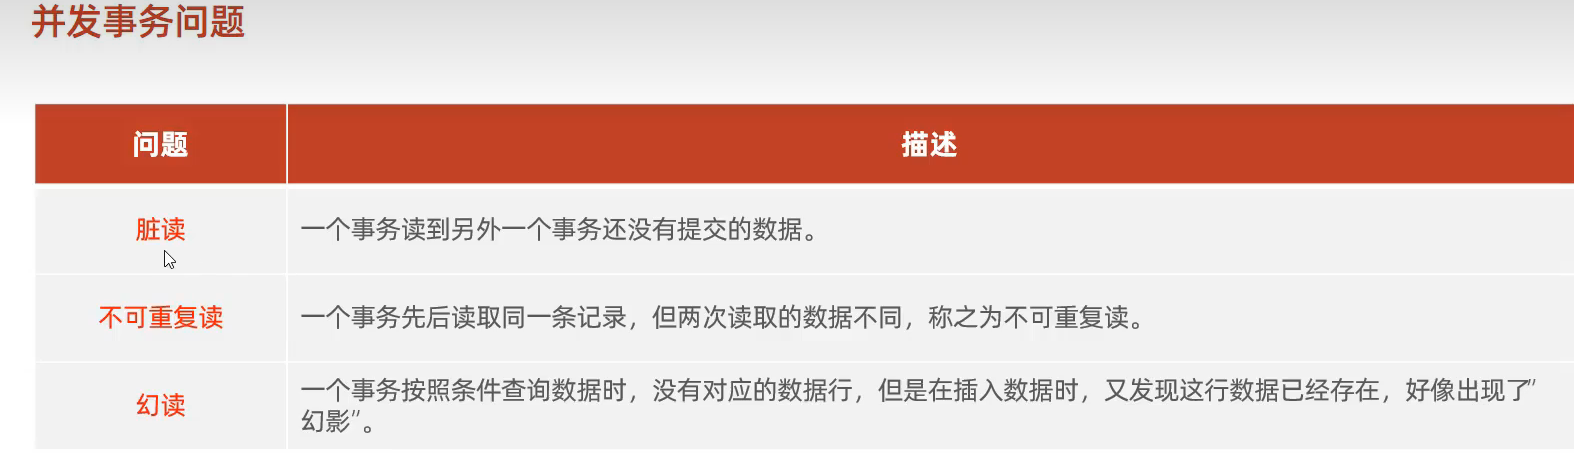 并发事务问题
问题
描述
脏读
一个事务读到另外一个事务还没有提交的数据。
不可重复读
一个事务先后读取同一条记录，但两次读取的数据不同，称之为不可重复读。
幻读
一个事务按照条件查询数据时，没有对应的数据行，但是在插入数据时，又发现这行数据已经存在，好像出现了”
幻影”。